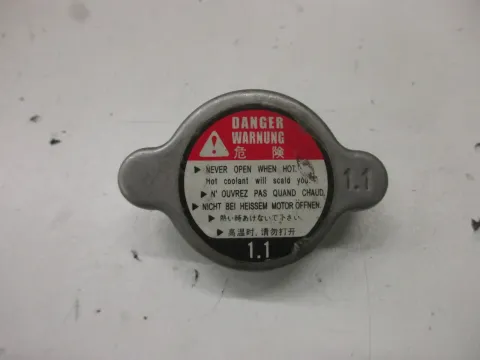 DANGER
WARNUNG
危険
▶ NEVER OPEN WHEN HOT.
Hot coolant will scald you.
▶ N' OUVREZ PAS QUAND CHAUD.
▶ NICHT BEI HEISSEM MOTOR ÖFFNEN.
▶ 熱い時あけないで下さい.
▶ 高温时,请勿打开
1.1
1.1